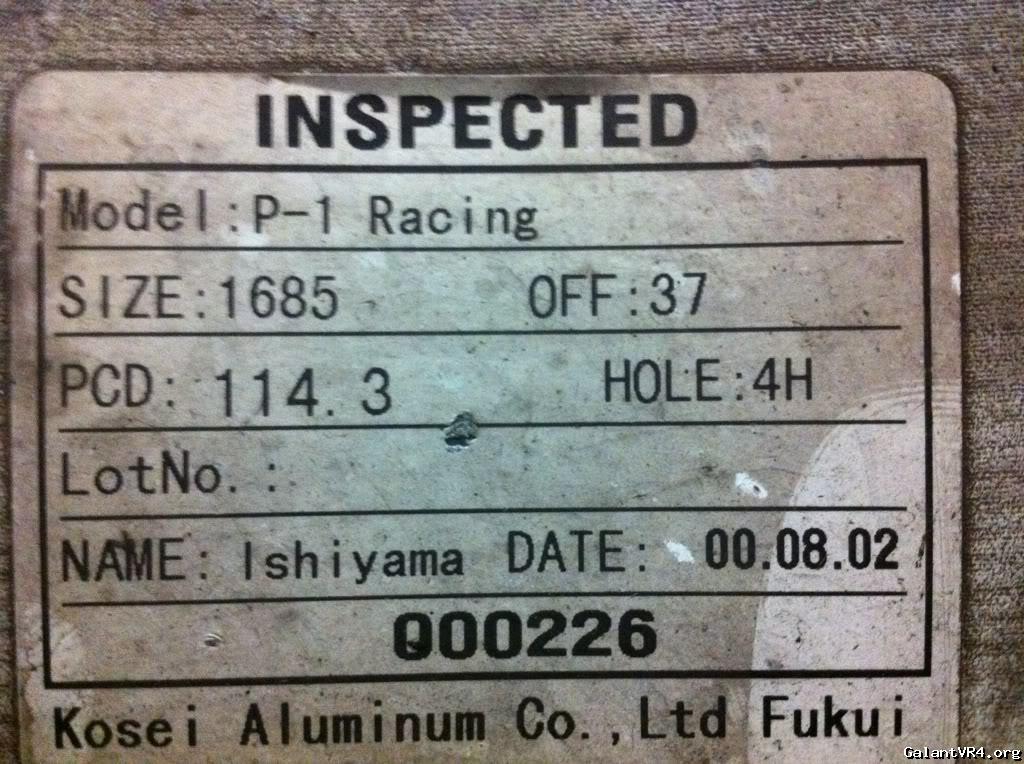 INSPECTED
Model:P-1 Racing
SIZE:1685 OFF:37
PCD: 114.3 HOLE:4H
LotNo.:
NAME: Ishiyama DATE: 00.08.02
Q00226
Kosei Aluminum Co.,Ltd Fukui
GalantVR4.org